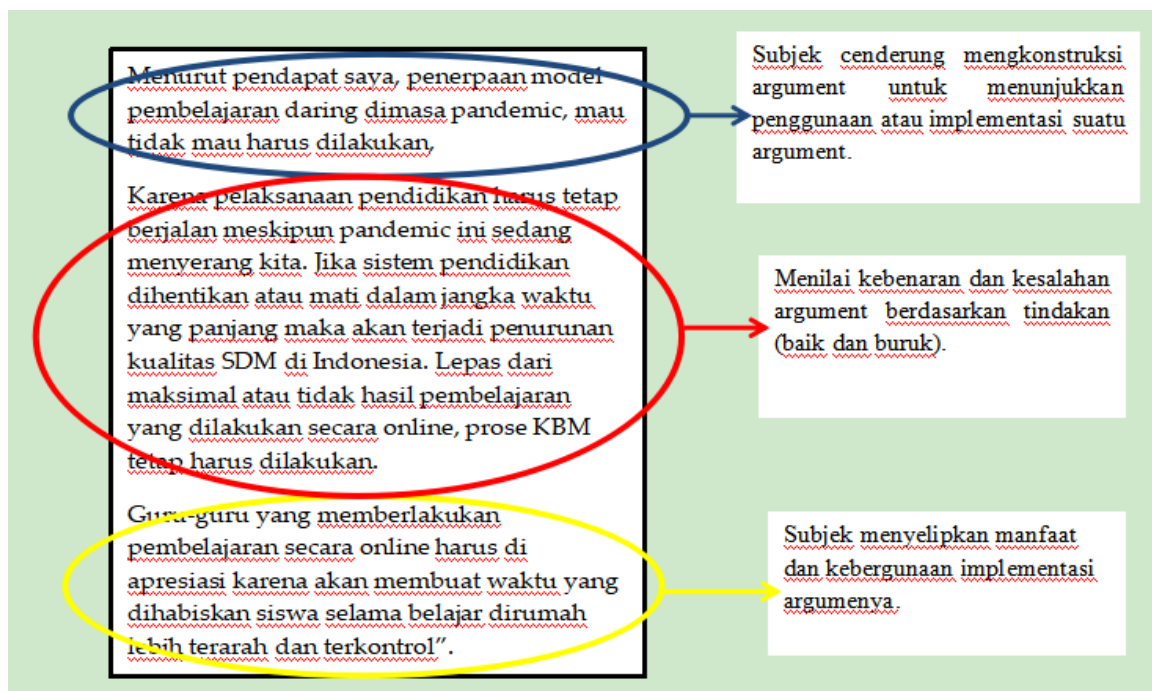 Menurut pendapat saya, penerpaan model
pembelajaran daring dimasa pandemic, mau
tidak mau harus dilakukan,
Karena pelaksanaan pendidikan harus tetap
berjalan meskipun pandemic ini sedang
menyerang kita. Jika sistem pendidikan
dihentikan atau mati dalam jangka waktu
yang panjang maka akan terjadi penurunan
kualitas SDM di Indonesia. Lepas dari
maksimal atau tidak hasil pembelajaran
yang dilakukan secara online, prose KBM
tetap harus dilakukan.
Guru-guru yang memberlakukan
pembelajaran secara online harus di
apresiasi karena akan membuat waktu yang
dihabiskan siswa selama belajar dirumah
lebih terarah dan terkontrol”.
Subjek cenderung mengkonstruksi
argument untuk menunjukkan
penggunaan atau implementasi suatu
argument.
Menilai kebenaran dan kesalahan
argument berdasarkan tindakan
(baik dan buruk).
Subjek menyelipkan manfaat
dan kebergunaan implementasi
argumenya.